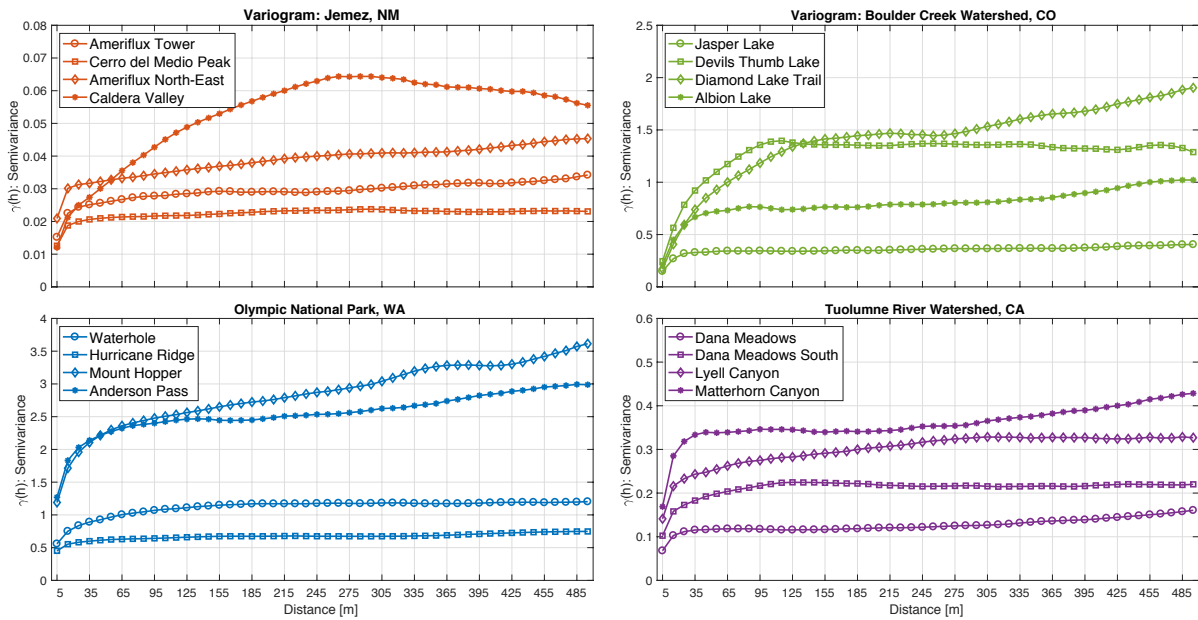 Variogram: Jemez, NM
0.08
0.07
0.06
0.05
0.04
0.03
0.02
0.01
0
γ(h): Semivariance
Ameriflux Tower
Cerro del Medio Peak
Ameriflux North-East
Caldera Valley
Variogram: Boulder Creek Watershed, CO
2.5
2
1.5
1
0.5
0
γ(h): Semivariance
Jasper Lake
Devils Thumb Lake
Diamond Lake Trail
Albion Lake
Olympic National Park, WA
4
3.5
3
2.5
2
1.5
1
0.5
0
γ(h): Semivariance
Waterhole
Hurricane Ridge
Mount Hopper
Anderson Pass
5 35 65 95 125 155 185 215 245 275 305 335 365 395 425 455 485
Distance [m]
Tuolumne River Watershed, CA
0.6
0.5
0.4
0.3
0.2
0.1
0
γ(h): Semivariance
Dana Meadows
Dana Meadows South
Lyell Canyon
Matterhorn Canyon
5 35 65 95 125 155 185 215 245 275 305 335 365 395 425 455 485
Distance [m]